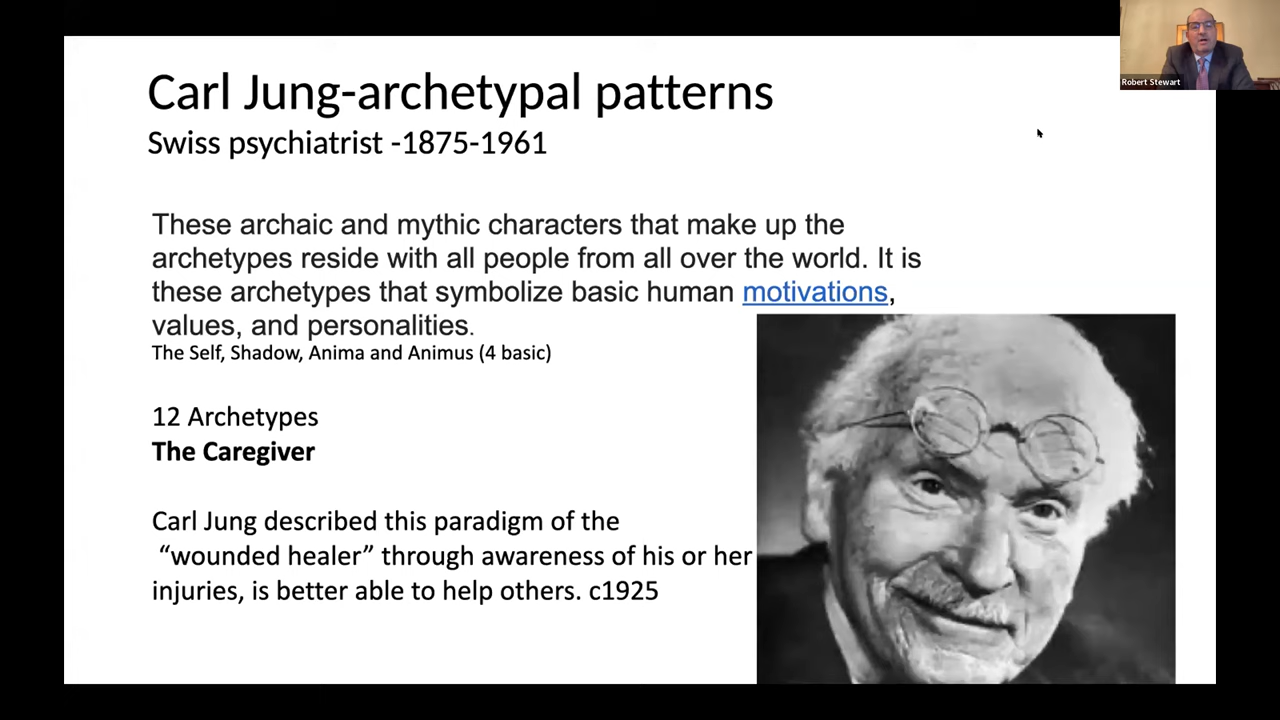 Carl Jung-archetypal patterns
Swiss psychiatrist -1875-1961
These archaic and mythic characters that make up the
archetypes reside with all people from all over the world. It is
these archetypes that symbolize basic human motivations,
values, and personalities.
The Self, Shadow, Anima and Animus (4 basic)
12 Archetypes
The Caregiver
Carl Jung described this paradigm of the
“wounded healer” through awareness of his or her
injuries, is better able to help others. c1925
Robert Stewart